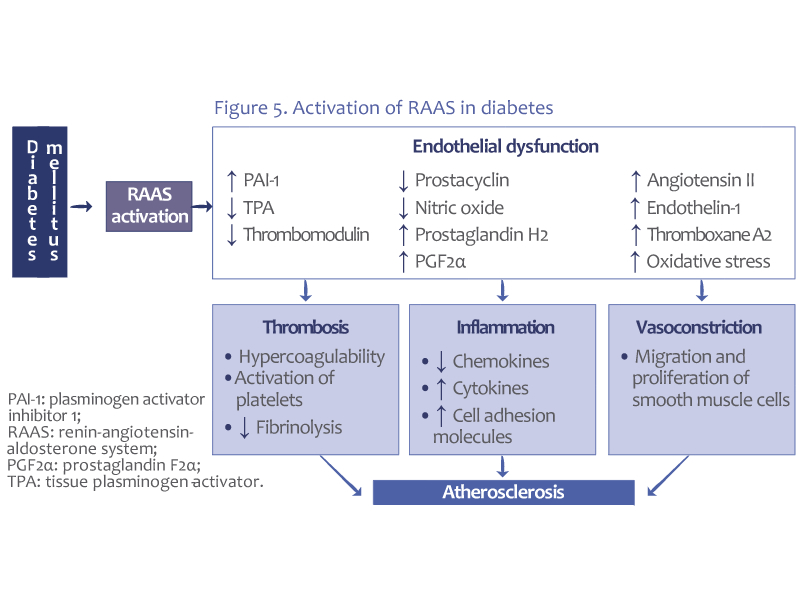 Figure 5. Activation of RAAS in diabetes
Diabetes
mellitus
RAAS
activation
Endothelial dysfunction
↑ PAI-1
↓ TPA
↓ Thrombomodulin
↓ Prostacyclin
↓ Nitric oxide
↑ Prostaglandin H2
↑ PGF2α
↑ Angiotensin II
↑ Endothelin-1
↑ Thromboxane A2
↑ Oxidative stress
Thrombosis
• Hypercoagulability
• Activation of
platelets
• ↓ Fibrinolysis
Inflammation
• ↓ Chemokines
• ↑ Cytokines
• ↑ Cell adhesion
molecules
Vasoconstriction
• Migration and
proliferation of
smooth muscle cells
Atherosclerosis
PAI-1: plasminogen activator
inhibitor 1;
RAAS: renin-angiotensin-
aldosterone system;
PGF2α: prostaglandin F2α;
TPA: tissue plasminogen-activator.